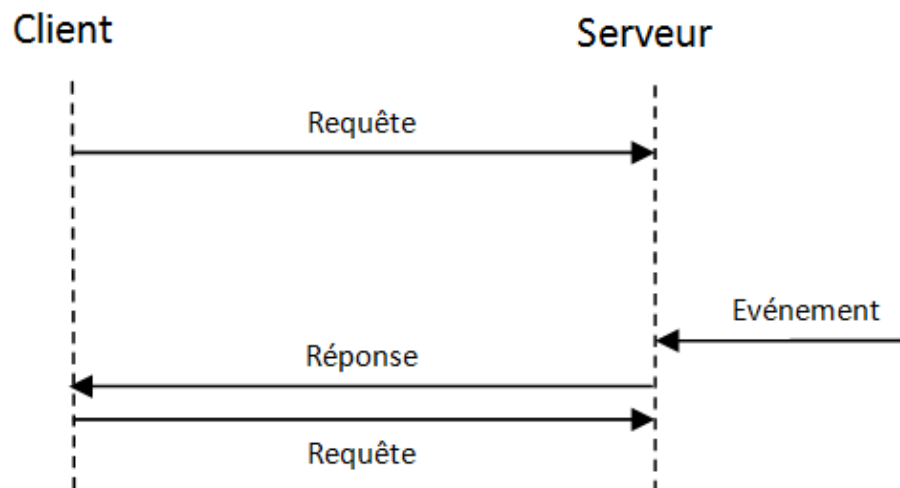 Client
Serveur
Requête
Evénement
Réponse
Requête